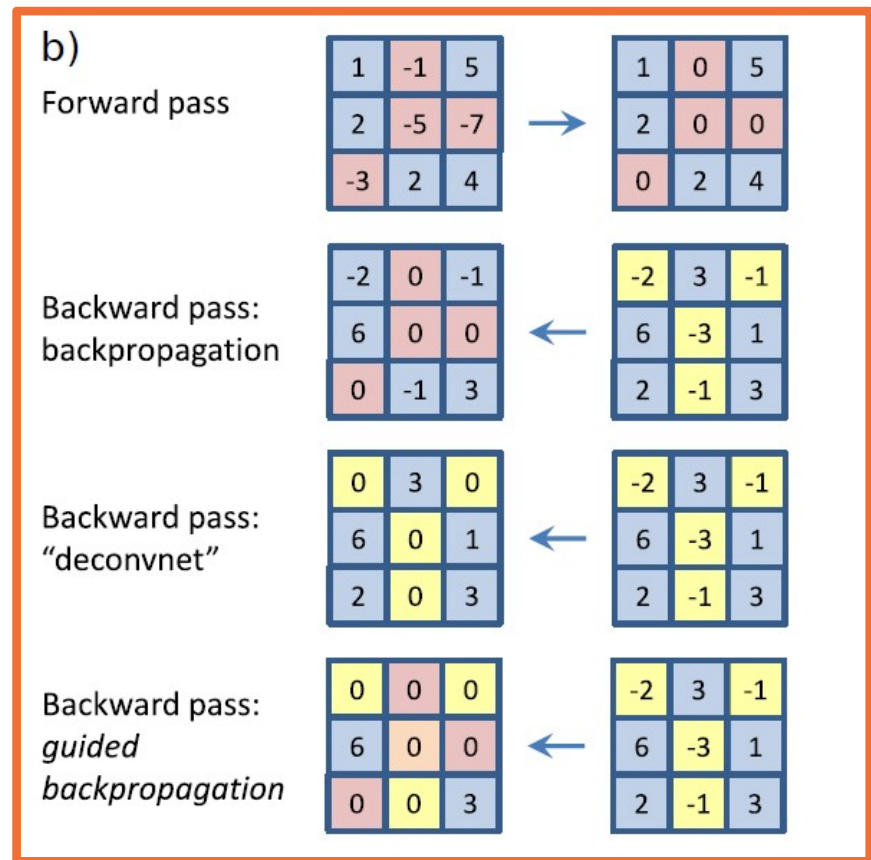 b)
Forward pass
1 -1 5 1 0 5
2 -5 -7 2 0 0
-3 2 4 0 2 4
Backward pass:
backpropagation
-2 0 -1 -2 3 -1
6 0 0 6 -3 1
0 -1 3 2 -1 3
Backward pass:
“deconvnet”
0 3 0 -2 3 -1
6 0 1 6 -3 1
2 0 3 2 -1 3
Backward pass:
guided
backpropagation
0 0 0 -2 3 -1
6 0 0 6 -3 1
0 0 3 2 -1 3